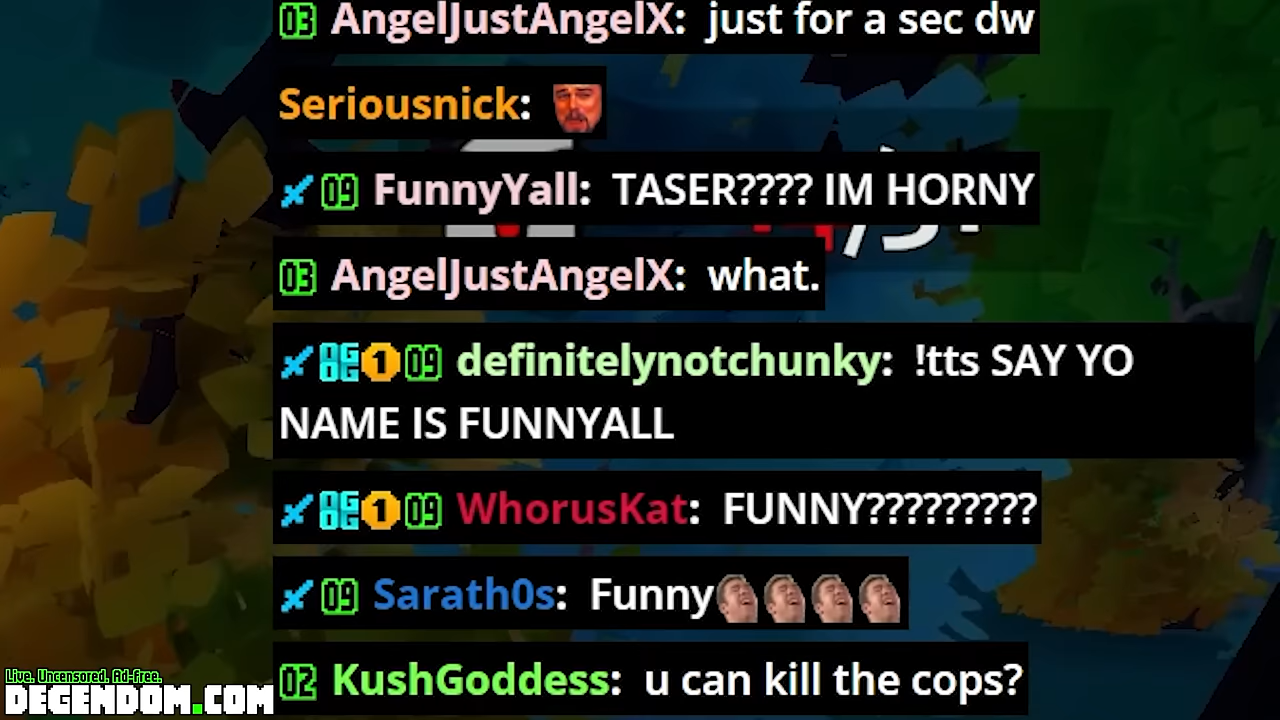 03 AngelJustAngelX: just for a sec dw
Seriousnick:
09 FunnyYall: TASER???? IM HORNY
03 AngelJustAngelX: what.
1 09 definitelynotchunky: !tts SAY YO
NAME IS FUNNYALL
1 09 WhorusKat: FUNNY?????????
09 Sarath0s: Funny
02 KushGoddess: u can kill the cops?
Live. Uncensored. Ad-free.
DEGENDOM.COM